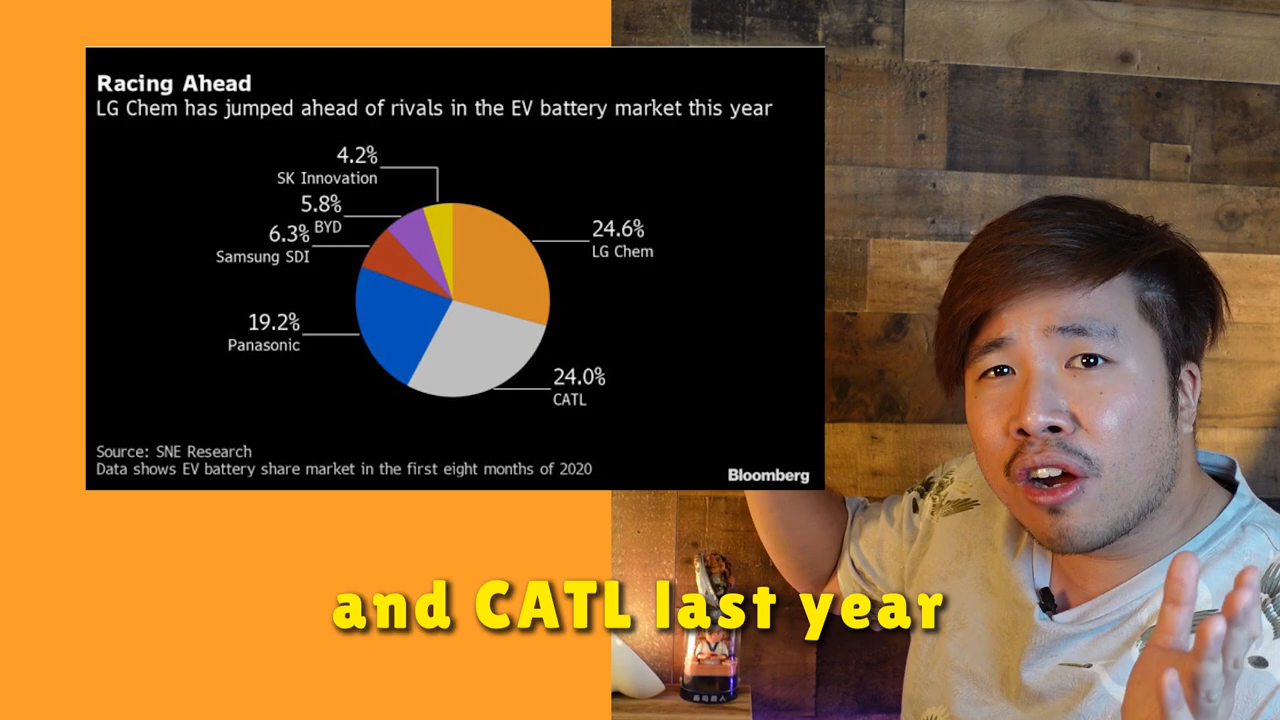 Racing Ahead
LG Chem has jumped ahead of rivals in the EV battery market this year
4.2%
SK Innovation
5.8%
BYD
6.3%
Samsung SDI
24.6%
LG Chem
19.2%
Panasonic
24.0%
CATL
Source: SNE Research
Data shows EV battery share market in the first eight months of 2020
Bloomberg
and CATL last year